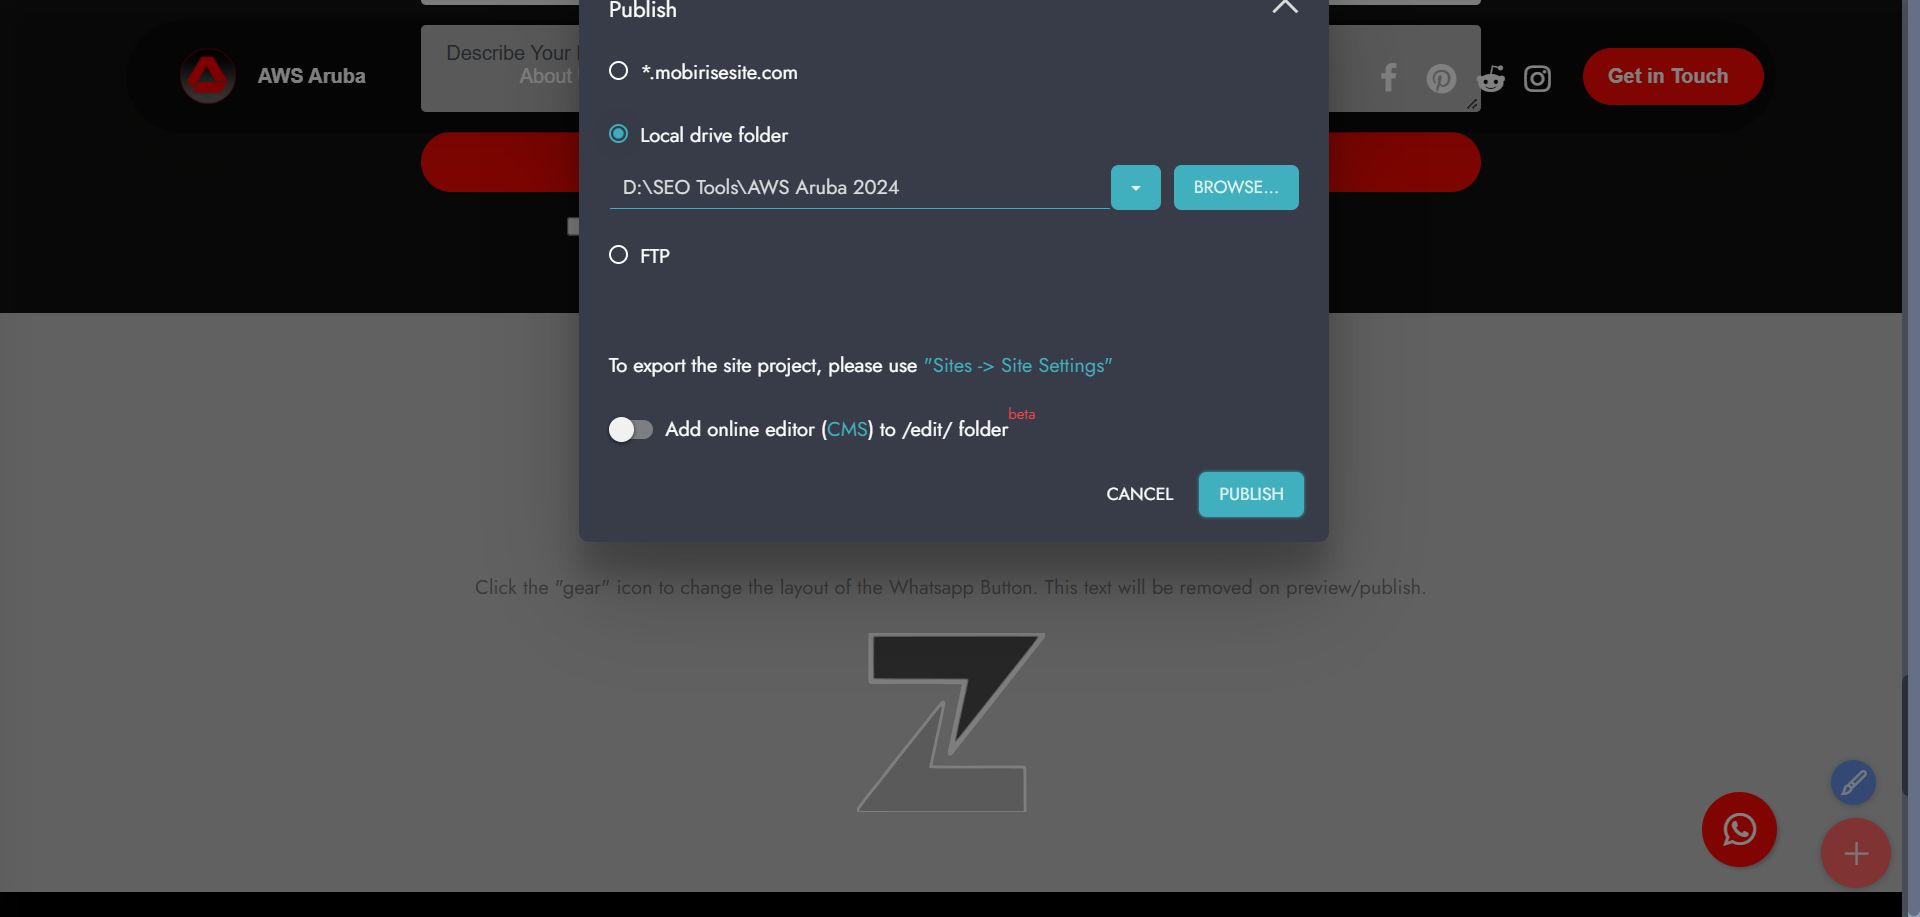 Publish
*.mobirisesite.com
Local drive folder
D:\SEO Tools\AWS Aruba 2024
BROWSE...
FTP
To export the site project, please use "Sites -> Site Settings"
Add online editor (CMS) to /edit/ folder beta
CANCEL
PUBLISH
Describe Your
AWS Aruba
About
Get in Touch
Click the "gear" icon to change the layout of the Whatsapp Button. This text will be removed on preview/publish.